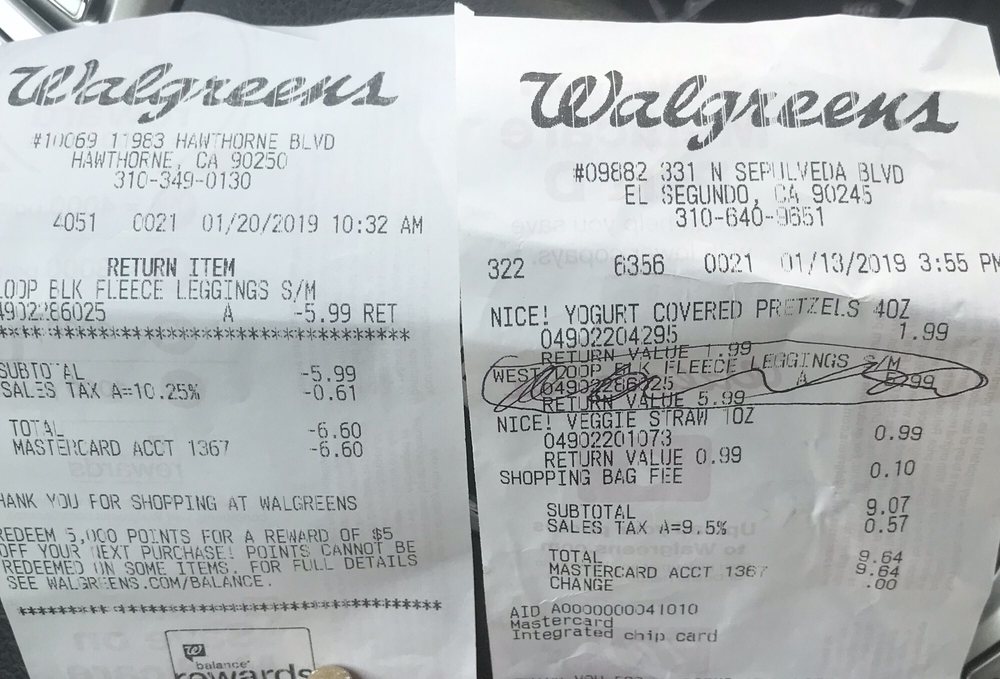 Walgreens
#10069 11983 HAWTHORNE BLVD
HAWTHORNE, CA 90250
310-349-0130
4051 0021 01/20/2019 10:32 AM
RETURN ITEM
LOOP BLK FLEECE LEGGINGS S/M
4902286025 A -5.99 RET
****************************************
SUBTOTAL -5.99
SALES TAX A=10.25% -0.61
TOTAL -6.60
MASTERCARD ACCT 1367 -6.60
HANK YOU FOR SHOPPING AT WALGREENS
REDEEM 5,000 POINTS FOR A REWARD OF $5
OFF YOUR NEXT PURCHASE! POINTS CANNOT BE
REDEEMED ON SOME ITEMS. FOR FULL DETAILS
SEE WALGREENS.COM/BALANCE.
****************************************
W
balance®
rewards
Walgreens
#09882 331 N SEPULVEDA BLVD
EL SEGUNDO, CA 90245
310-640-9651
322 6356 0021 01/13/2019 3:55 PM
NICE! YOGURT COVERED PRETZELS 4OZ
04902204295 1.99
RETURN VALUE 1.99
WEST LOOP BLK FLEECE LEGGINGS S/M
A 5.99
RETURN VALUE 5.99
NICE! VEGGIE STRAW 1OZ
04902201073 0.99
RETURN VALUE 0.99
SHOPPING BAG FEE 0.10
SUBTOTAL 9.07
SALES TAX A=9.5% 0.57
TOTAL 9.64
MASTERCARD ACCT 1367 9.64
CHANGE .00
AID A0000000041010
Mastercard
Integrated chip card